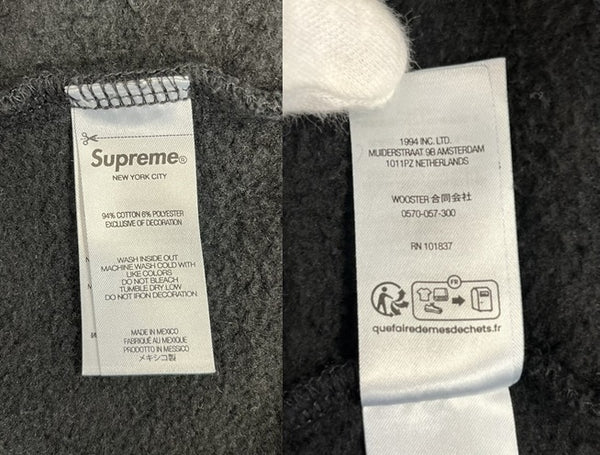 Supreme®
NEW YORK CITY
94% COTTON 6% POLYESTER
EXCLUSIVE OF DECORATION
WASH INSIDE OUT
MACHINE WASH COLD WITH
LIKE COLORS
DO NOT BLEACH
TUMBLE DRY LOW
DO NOT IRON DECORATION
MADE IN MEXICO
FABRIQUÉ AU MEXIQUE
PRODOTTO IN MESSICO
メキシコ製
1994 INC. LTD.
MUIDERSTRAAT 9B AMSTERDAM
1011PZ NETHERLANDS
WOOSTER 合同会社
0570-057-300
RN 101837
FR
quefairedemesdechets.fr